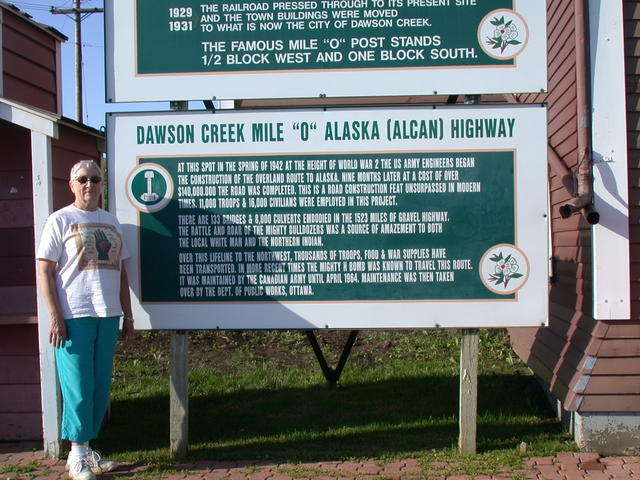 1929 THE RAILROAD PRESSED THROUGH TO ITS PRESENT SITE
AND THE TOWN BUILDINGS WERE MOVED
1931 TO WHAT IS NOW THE CITY OF DAWSON CREEK.
THE FAMOUS MILE "O" POST STANDS
1/2 BLOCK WEST AND ONE BLOCK SOUTH.
DAWSON CREEK MILE "O" ALASKA (ALCAN) HIGHWAY
AT THIS SPOT IN THE SPRING OF 1942 AT THE HEIGHT OF WORLD WAR 2 THE US ARMY ENGINEERS BEGAN
THE CONSTRUCTION OF THE OVERLAND ROUTE TO ALASKA. NINE MONTHS LATER AT A COST OF OVER
$140,000.000 THE ROAD WAS COMPLETED. THIS IS A ROAD CONSTRUCTION FEAT UNSURPASSED IN MODERN
TIMES. 11,000 TROOPS & 16,000 CIVILIANS WERE EMPLOYED IN THIS PROJECT.
THERE ARE 133 BRIDGES & 8,000 CULVERTS EMBODIED IN THE 1523 MILES OF GRAVEL HIGHWAY.
THE RATTLE AND ROAR OF THE MIGHTY BULLDOZERS WAS A SOURCE OF AMAZEMENT TO BOTH
THE LOCAL WHITE MAN AND THE NORTHERN INDIAN.
OVER THIS LIFELINE TO THE NORTHWEST, THOUSANDS OF TROOPS, FOOD & WAR SUPPLIES HAVE
BEEN TRANSPORTED. IN MORE RECENT TIMES THE MIGHTY H BOMB WAS KNOWN TO TRAVEL THIS ROUTE.
IT WAS MAINTAINED BY THE CANADIAN ARMY UNTIL APRIL 1964. MAINTENANCE WAS THEN TAKEN
OVER BY THE DEPT. OF PUBLIC WORKS, OTTAWA.